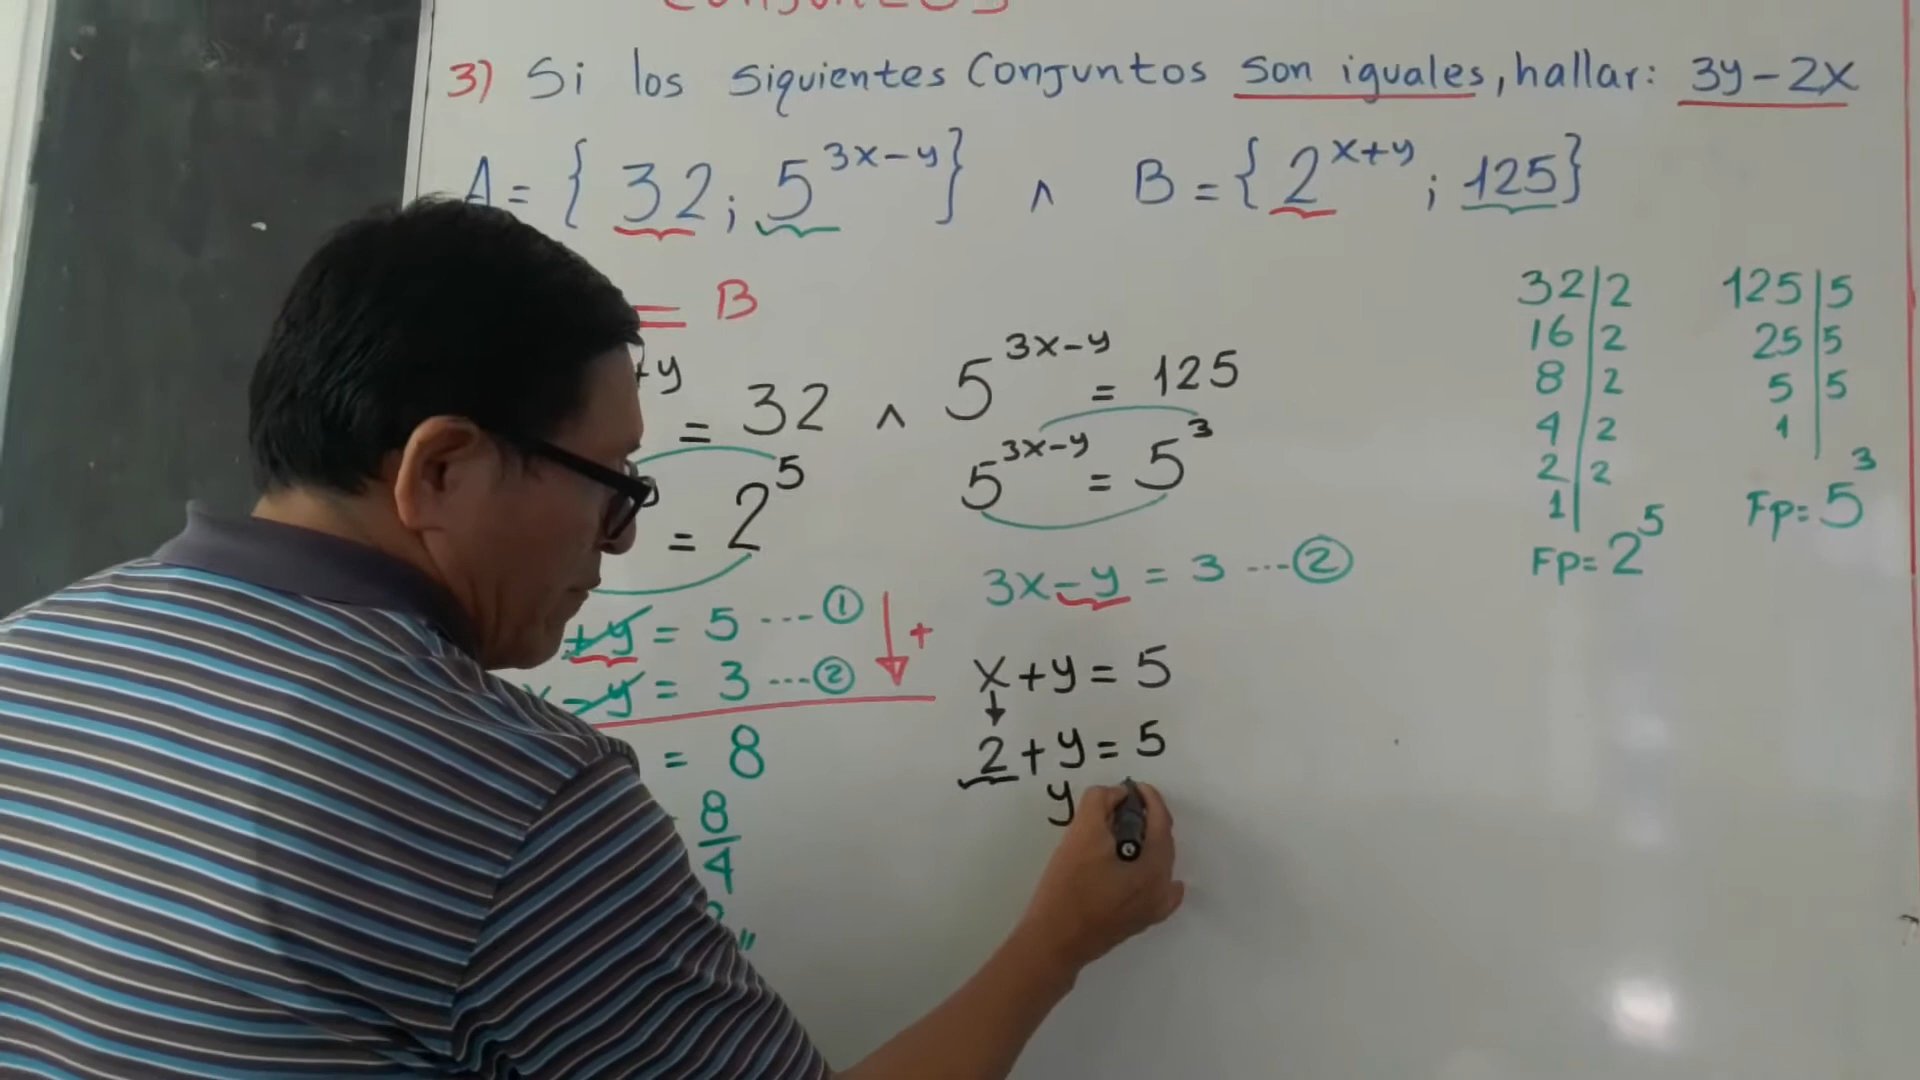 Conjuntos
3) Si los siguientes Conjuntos son iguales, hallar: 3y-2x
A = { 32 ; 5^{3x-y} } ∧ B = { 2^{x+y} ; 125 }
= B
+y = 32 ∧ 5^{3x-y} = 125
= 2^5 5^{3x-y} = 5^3
3x-y = 3 ---- ②
+y = 5 ---- ① ↓ +
x-y = 3 --- ②
= 8
8/4
x+y = 5
2+y = 5
y
32|2
16|2
8|2
4|2
2|2
1|
Fp= 2^5
125|5
25|5
5|5
1|
Fp= 5^3